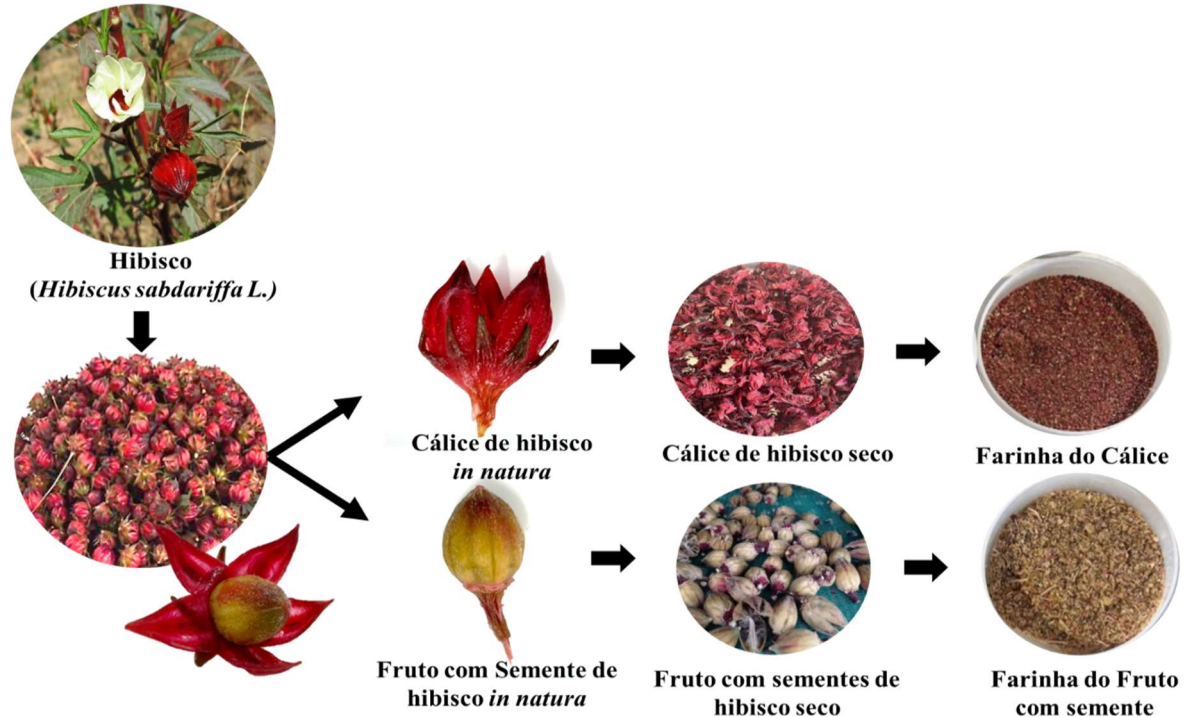 Hibisco
(Hibiscus sabdariffa L.)
Cálice de hibisco
in natura
Cálice de hibisco seco
Farinha do Cálice
Fruto com Semente de
hibisco in natura
Fruto com sementes de
hibisco seco
Farinha do Fruto
com semente